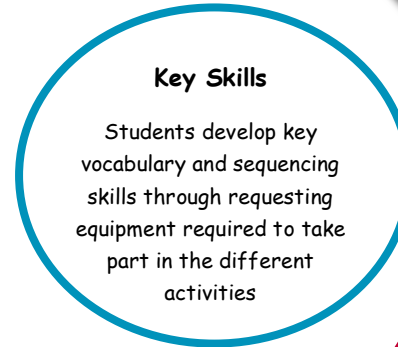 Key Skills
Students develop key
vocabulary and sequencing
skills through requesting
equipment required to take
part in the different
activities